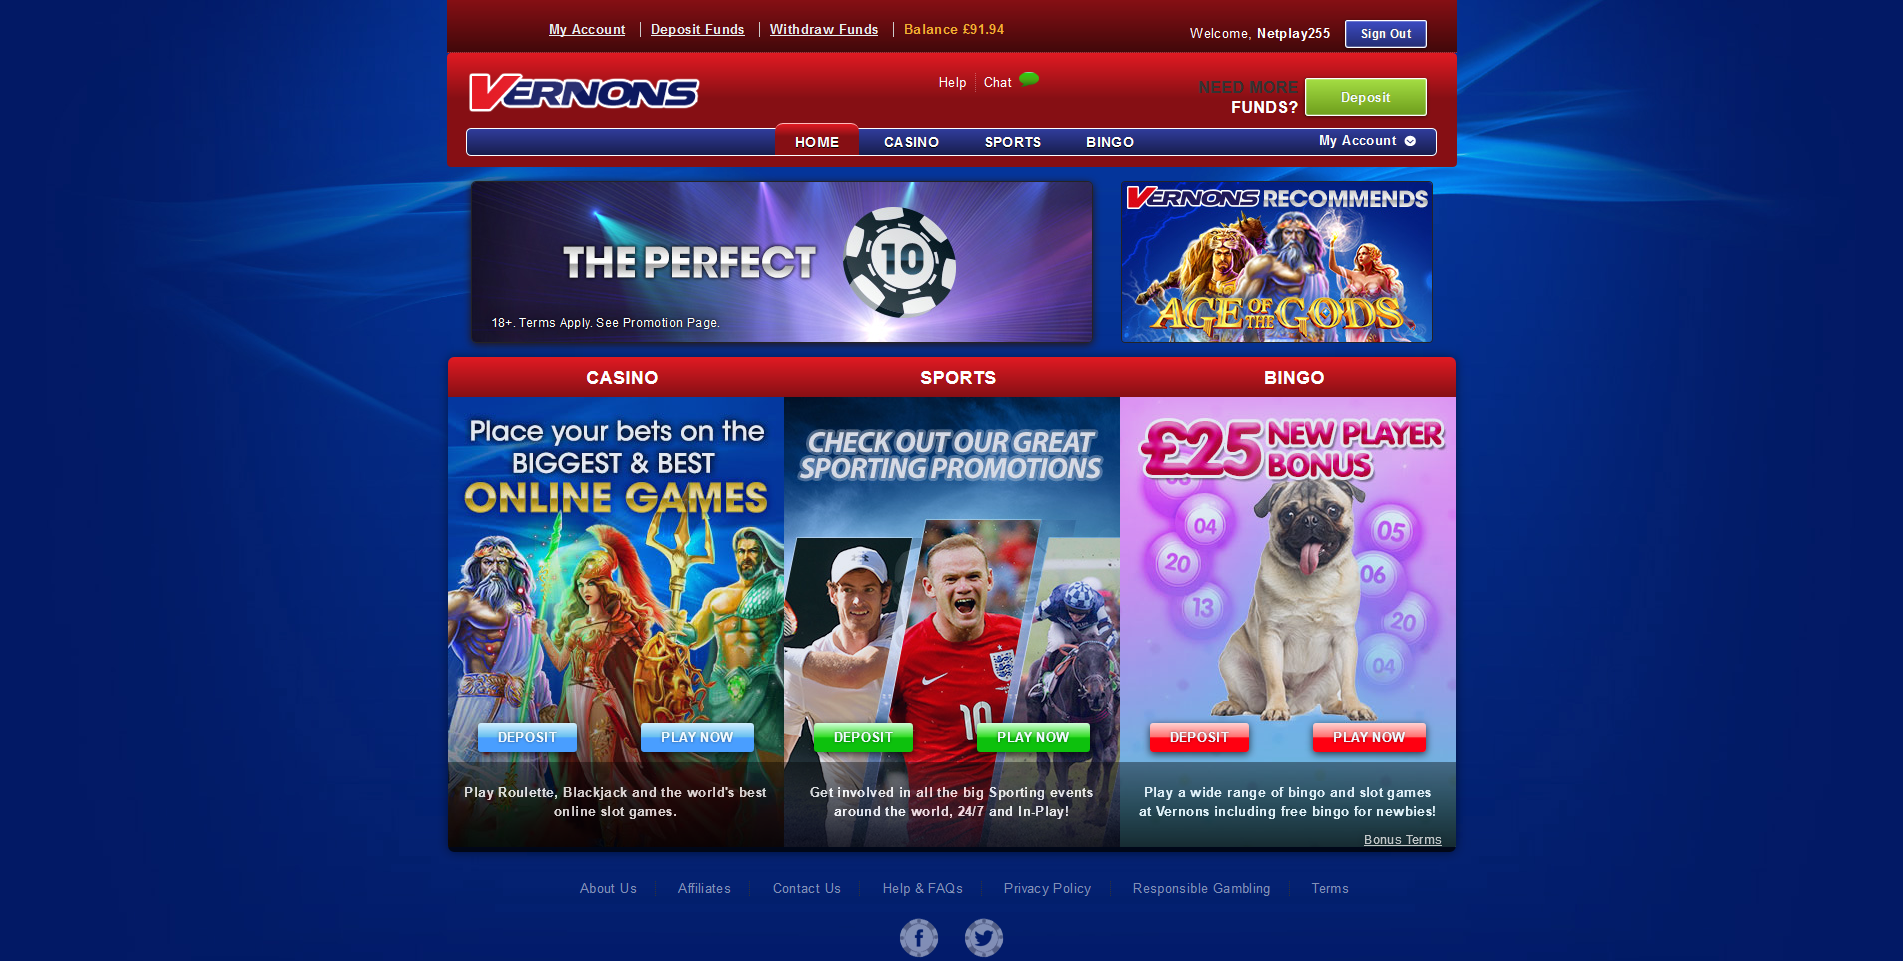 My Account
Deposit Funds
Withdraw Funds
Balance £91.94
Welcome, Netplay255
Sign Out
VERNONS
Help
Chat
NEED MORE
FUNDS?
Deposit
HOME
CASINO
SPORTS
BINGO
My Account
THE PERFECT 10
18+. Terms Apply. See Promotion Page.
VERNONS RECOMMENDS
AGE OF THE GODS
CASINO
SPORTS
BINGO
Place your bets on the
BIGGEST & BEST
ONLINE GAMES
DEPOSIT
PLAY NOW
Play Roulette, Blackjack and the world's best
online slot games.
CHECK OUT OUR GREAT
SPORTING PROMOTIONS
10
DEPOSIT
PLAY NOW
Get involved in all the big Sporting events
around the world, 24/7 and In-Play!
£25 NEW PLAYER
BONUS
03
04
05
20
06
13
20
04
DEPOSIT
PLAY NOW
Play a wide range of bingo and slot games
at Vernons including free bingo for newbies!
Bonus Terms
About Us
Affiliates
Contact Us
Help & FAQs
Privacy Policy
Responsible Gambling
Terms